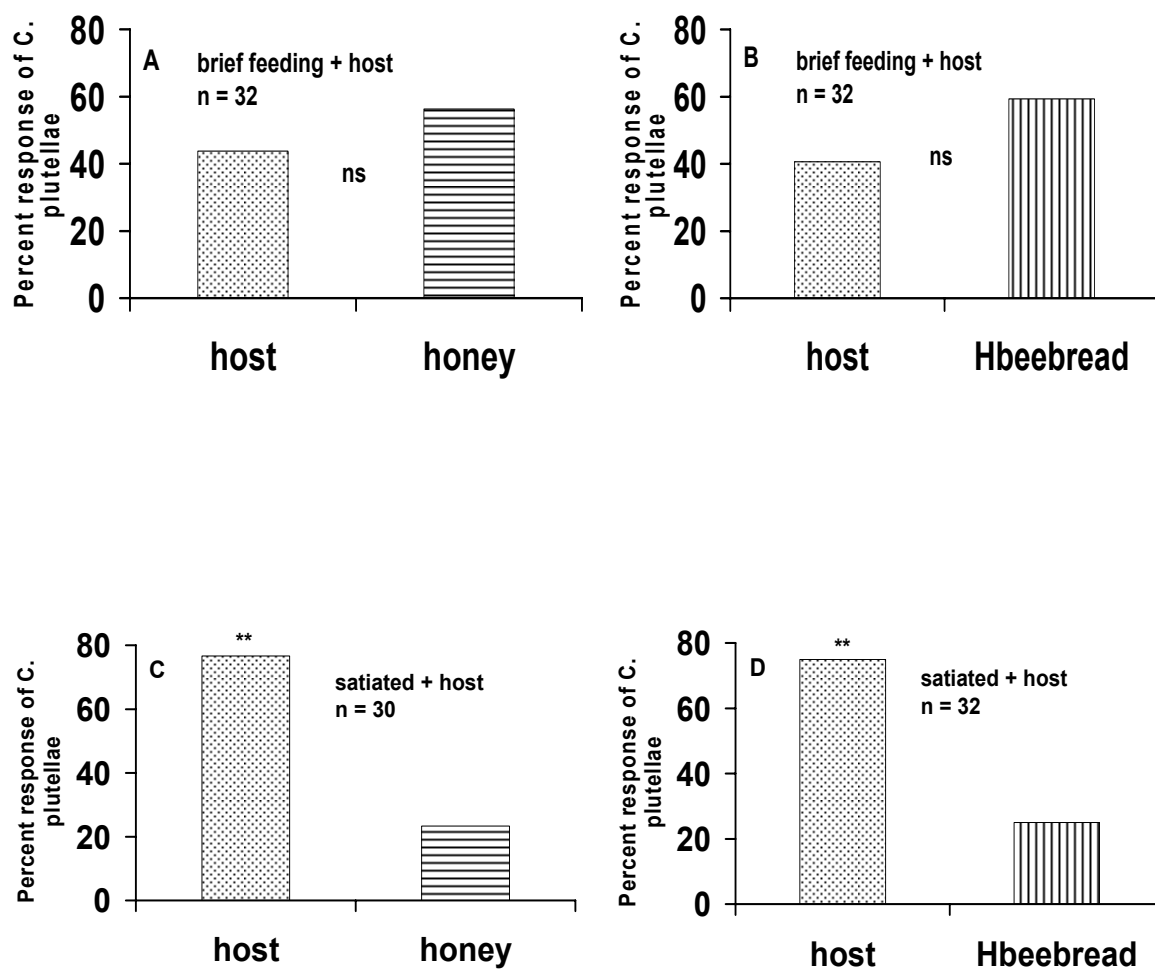 Percent response of C.
plutellae
80
60
40
20
0
A
brief feeding + host
n = 32
ns
host honey
Percent response of C.
plutellae
80
60
40
20
0
B
brief feeding + host
n = 32
ns
host Hbeebread
Percent response of C.
plutellae
80
60
40
20
0
C
**
satiated + host
n = 30
host honey
Percent response of C.
plutellae
80
60
40
20
0
D
**
satiated + host
n = 32
host Hbeebread